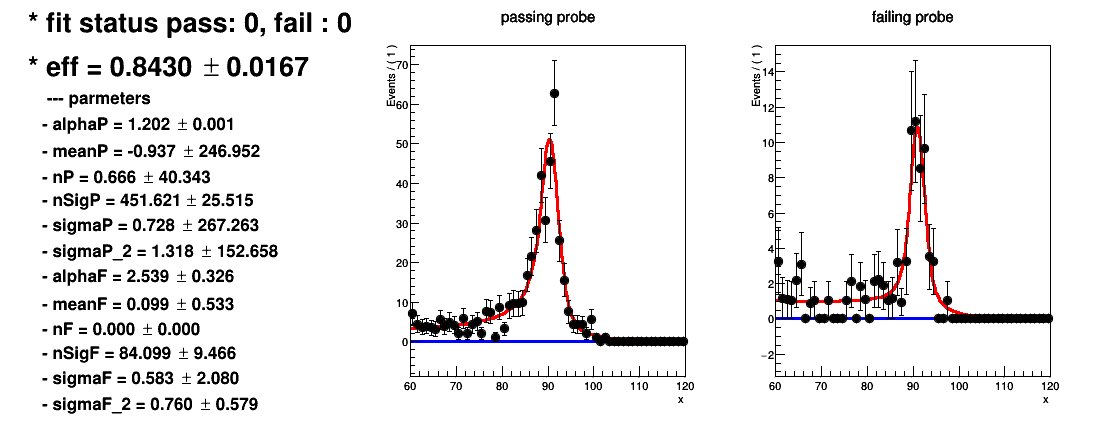 * fit status pass: 0, fail : 0
* eff = 0.8430 ± 0.0167
--- parmeters
- alphaP = 1.202 ± 0.001
- meanP = -0.937 ± 246.952
- nP = 0.666 ± 40.343
- nSigP = 451.621 ± 25.515
- sigmaP = 0.728 ± 267.263
- sigmaP_2 = 1.318 ± 152.658
- alphaF = 2.539 ± 0.326
- meanF = 0.099 ± 0.533
- nF = 0.000 ± 0.000
- nSigF = 84.099 ± 9.466
- sigmaF = 0.583 ± 2.080
- sigmaF_2 = 0.760 ± 0.579
passing probe
Events / ( 1 )
70
60
50
40
30
20
10
0
60 70 80 90 100 110 120
x
failing probe
Events / ( 1 )
14
12
10
8
6
4
2
0
−2
60 70 80 90 100 110 120
x